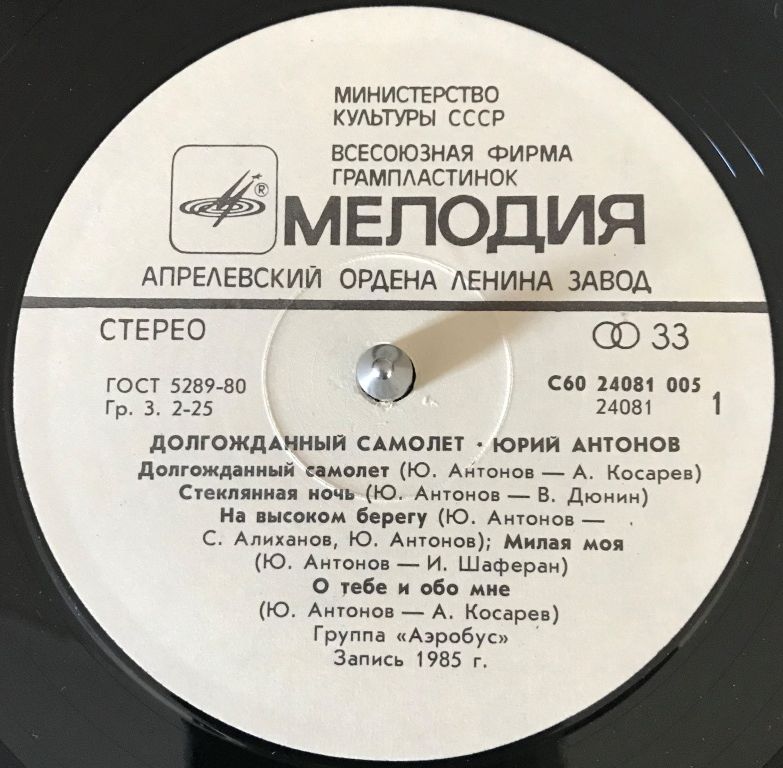 МИНИСТЕРСТВО
КУЛЬТУРЫ СССР
ВСЕСОЮЗНАЯ ФИРМА
ГРАМПЛАСТИНОК
® МЕЛОДИЯ
АПРЕЛЕВСКИЙ ОРДЕНА ЛЕНИНА ЗАВОД
СТЕРЕО 33
ГОСТ 5289-80 С60 24081 005
Гр. 3. 2-25 24081 1
ДОЛГОЖДАННЫЙ САМОЛЕТ · ЮРИЙ АНТОНОВ
Долгожданный самолет (Ю. Антонов — А. Косарев)
Стеклянная ночь (Ю. Антонов — В. Дюнин)
На высоком берегу (Ю. Антонов —
С. Алиханов, Ю. Антонов); Милая моя
(Ю. Антонов — И. Шаферан)
О тебе и обо мне
(Ю. Антонов — А. Косарев)
Группа «Аэробус»
Запись 1985 г.